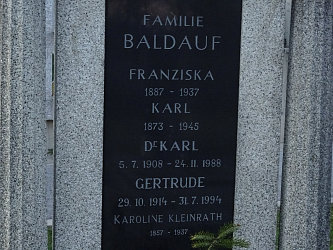 FAMILIE
BALDAUF
FRANZISKA
1887 - 1937
KARL
1873 - 1945
Dr KARL
5.7.1908 - 24.11.1988
GERTRUDE
29.10.1914 - 31.7.1994
KAROLINE KLEINRATH
1857 - 1937